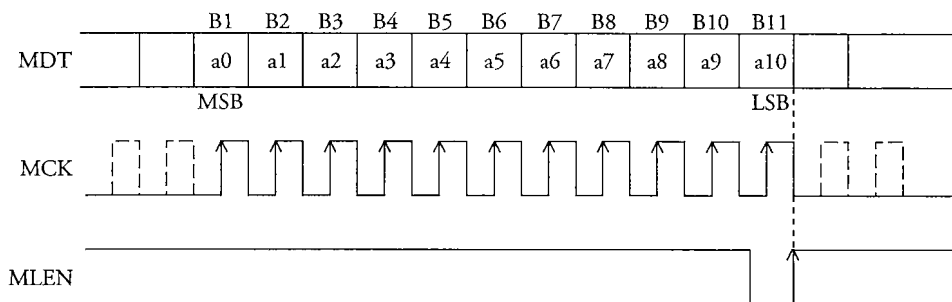 B1 B2 B3 B4 B5 B6 B7 B8 B9 B10 B11
MDT a0 a1 a2 a3 a4 a5 a6 a7 a8 a9 a10
MSB LSB
MCK
MLEN